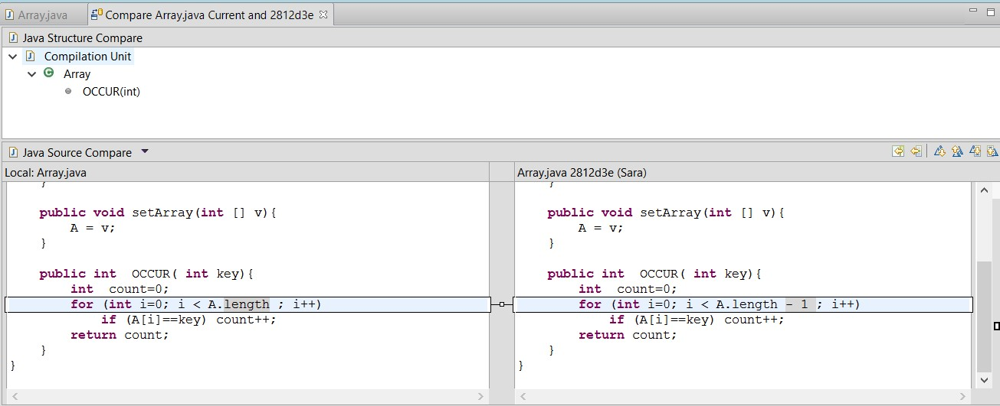 Array.java
Compare Array.java Current and 2812d3e
Java Structure Compare
Compilation Unit
Array
OCCUR(int)
Java Source Compare
Local: Array.java
}
public void setArray(int [] v){
A = v;
}
public int  OCCUR( int key){
int  count=0;
for (int i=0; i < A.length ; i++)
if (A[i]==key) count++;
return count;
}
}
Array.java 2812d3e (Sara)
}
public void setArray(int [] v){
A = v;
}
public int  OCCUR( int key){
int  count=0;
for (int i=0; i < A.length - 1 ; i++)
if (A[i]==key) count++;
return count;
}
}